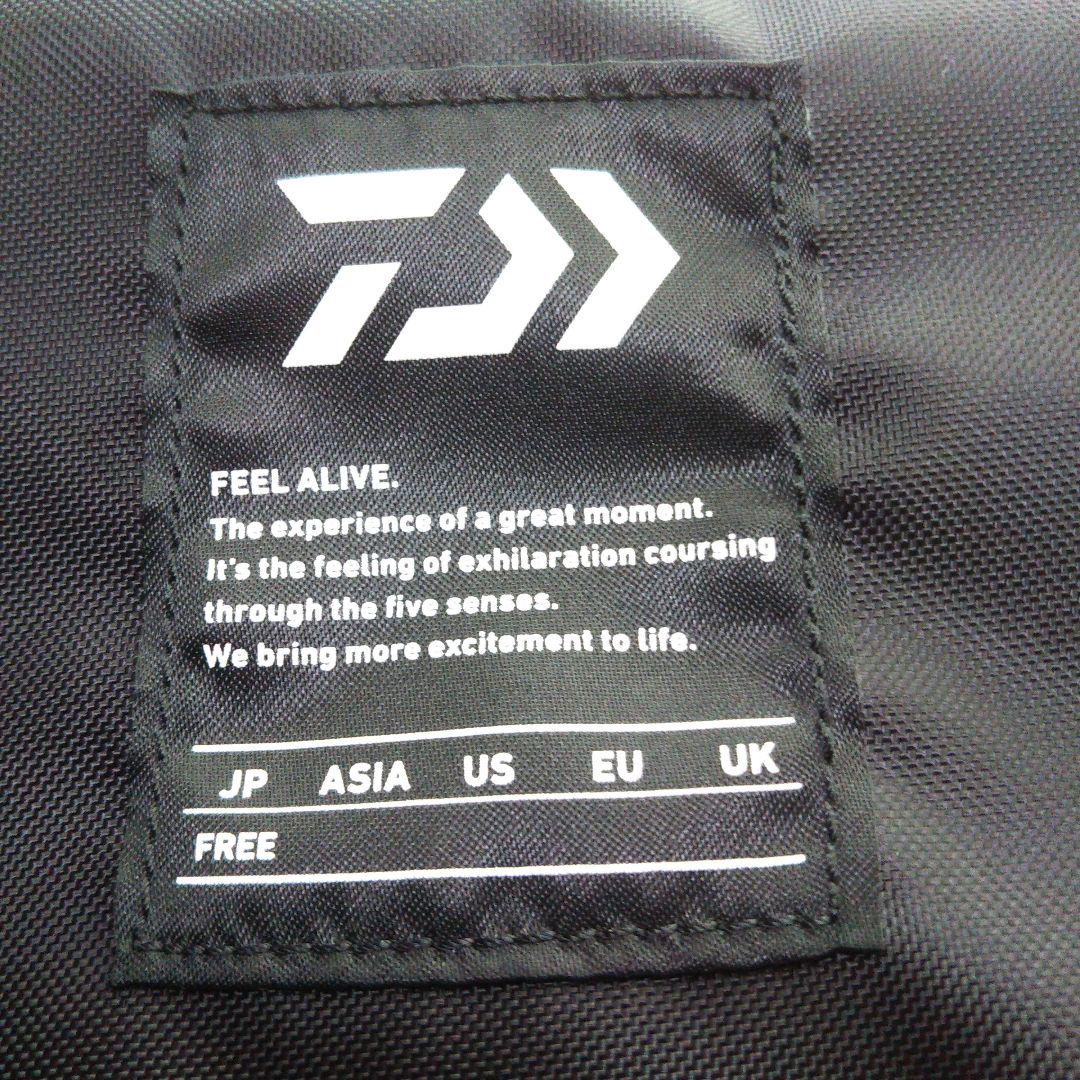 FEEL ALIVE.
The experience of a great moment.
It's the feeling of exhilaration coursing
through the five senses.
We bring more excitement to life.
JP ASIA US EU UK
FREE